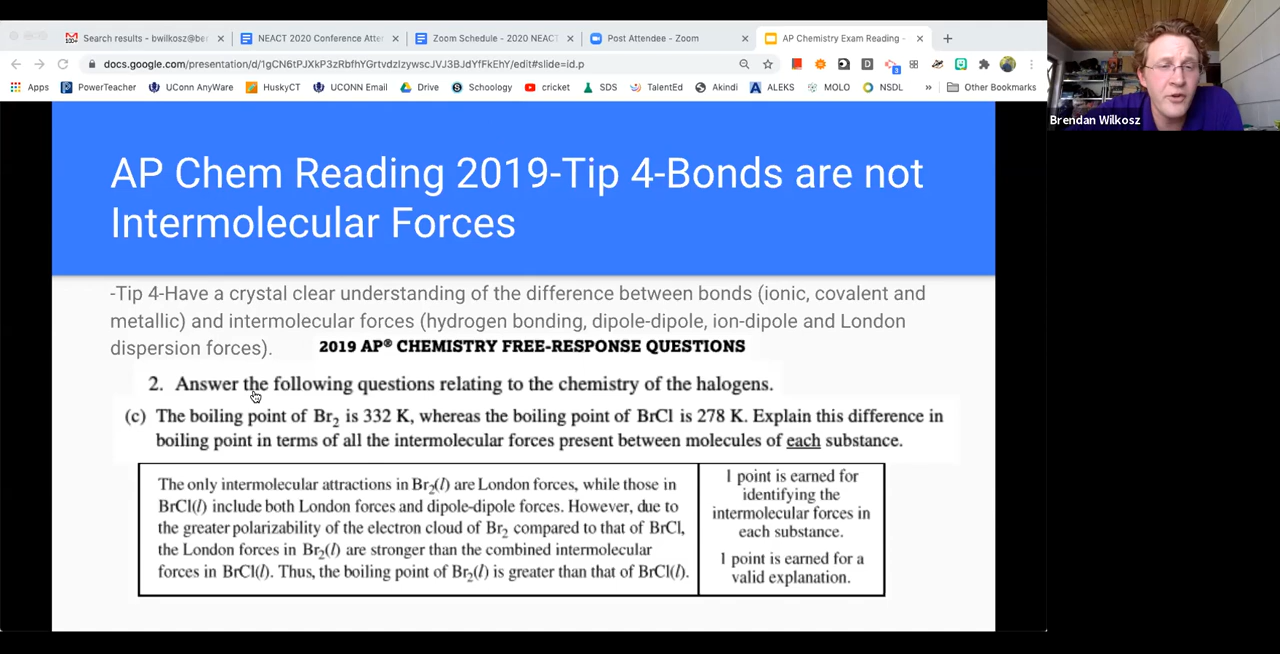 Search results - bwilkosz@ber
NEACT 2020 Conference Atter
Zoom Schedule - 2020 NEACT
Post Attendee - Zoom
AP Chemistry Exam Reading -
docs.google.com/presentation/d/1gCN6tPJXkP3zRbfhYGrtvdzIzywscJVJ3BJdYfFkEhY/edit#slide=id.p
Apps PowerTeacher UConn AnyWare HuskyCT UCONN Email Drive Schoology cricket SDS TalentEd Akindi ALEKS MOLO NSDL » Other Bookmarks
Brendan Wilkosz
AP Chem Reading 2019-Tip 4-Bonds are not
Intermolecular Forces
-Tip 4-Have a crystal clear understanding of the difference between bonds (ionic, covalent and
metallic) and intermolecular forces (hydrogen bonding, dipole-dipole, ion-dipole and London
dispersion forces).
2019 AP® CHEMISTRY FREE-RESPONSE QUESTIONS
2. Answer the following questions relating to the chemistry of the halogens.
(c) The boiling point of Br₂ is 332 K, whereas the boiling point of BrCl is 278 K. Explain this difference in
boiling point in terms of all the intermolecular forces present between molecules of each substance.
The only intermolecular attractions in Br₂(l) are London forces, while those in
BrCl(l) include both London forces and dipole-dipole forces. However, due to
the greater polarizability of the electron cloud of Br₂ compared to that of BrCl,
the London forces in Br₂(l) are stronger than the combined intermolecular
forces in BrCl(l). Thus, the boiling point of Br₂(l) is greater than that of BrCl(l).
1 point is earned for
identifying the
intermolecular forces in
each substance.
1 point is earned for a
valid explanation.